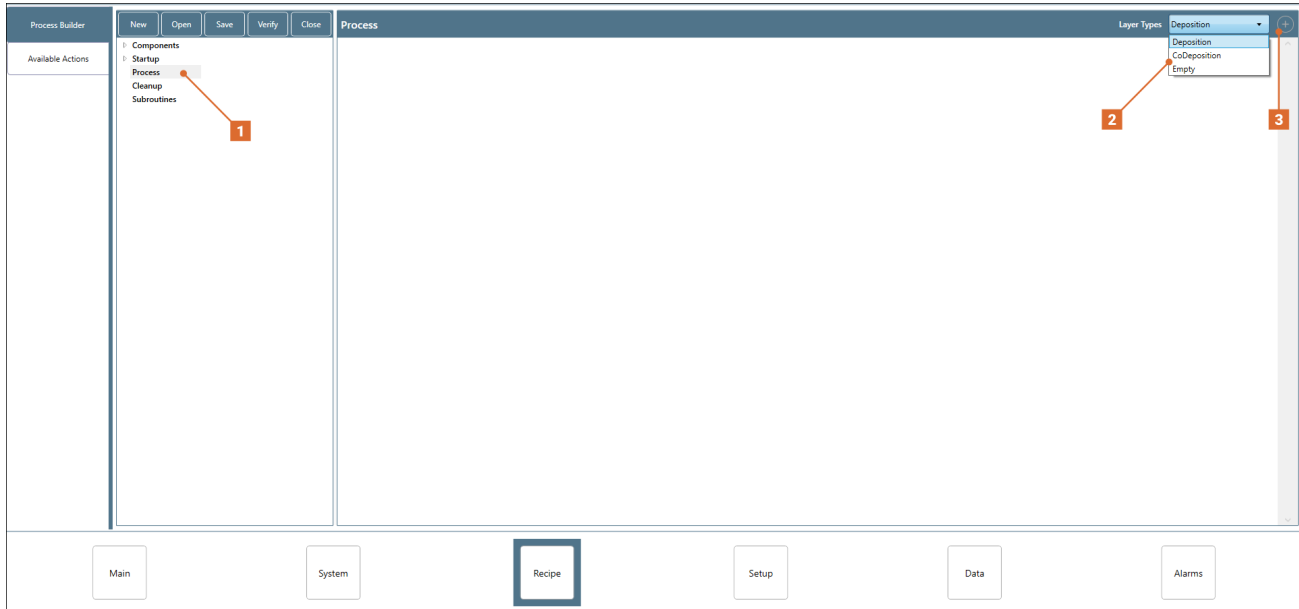 Process Builder
Available Actions
New Open Save Verify Close
Components
Startup
Process
Cleanup
Subroutines
1
Process
Layer Types Deposition
Deposition
CoDeposition
Empty
2
3
Main System Recipe Setup Data Alarms